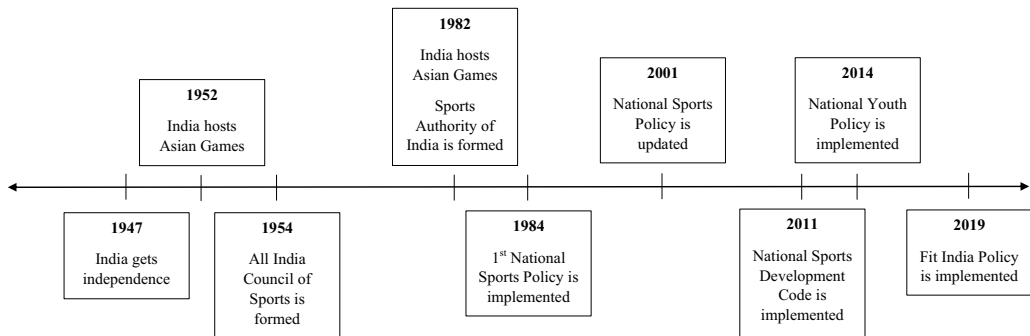 1952
India hosts
Asian Games
1982
India hosts
Asian Games
Sports
Authority of
India is formed
2001
National Sports
Policy is
updated
2014
National Youth
Policy is
implemented
1947
India gets
independence
1954
All India
Council of
Sports is
formed
1984
1st National
Sports Policy is
implemented
2011
National Sports
Development
Code is
implemented
2019
Fit India Policy
is implemented